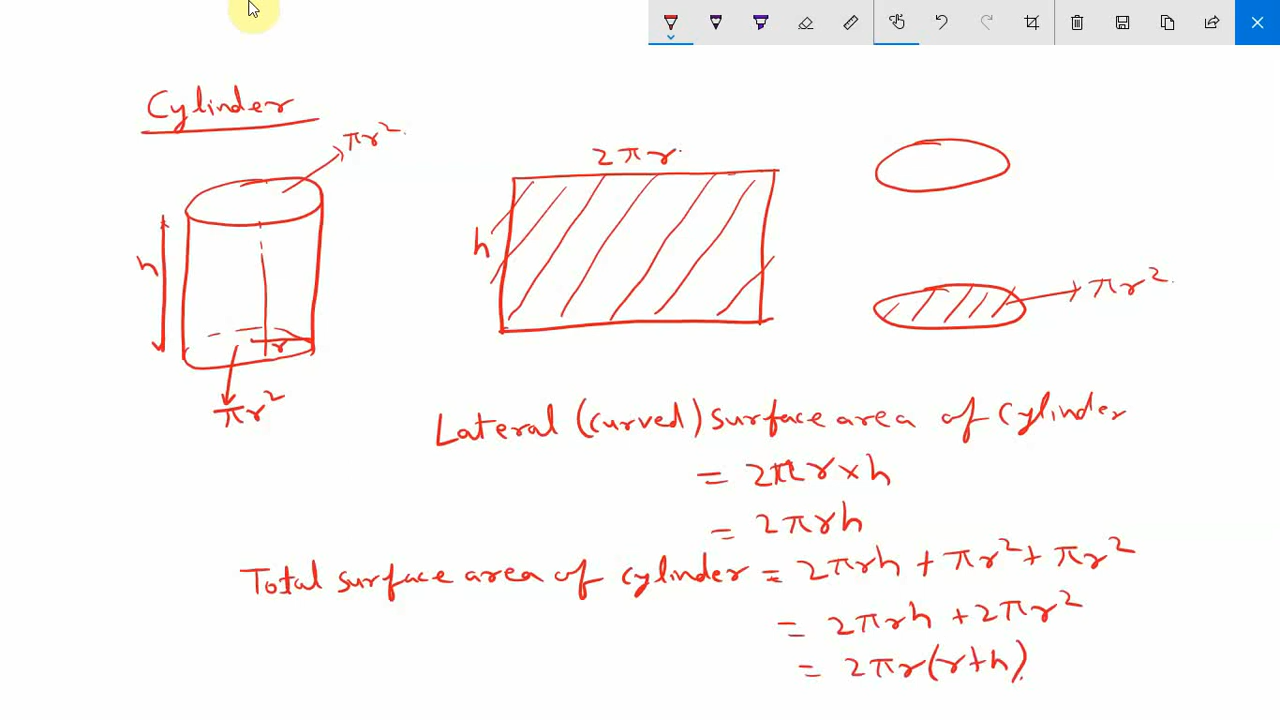 Cylinder
πr².
2πr.
h
h
r
πr²
πr².
Lateral (curved) surface area of cylinder
= 2πr×h
= 2πrh
Total surface area of cylinder = 2πrh + πr² + πr²
= 2πrh + 2πr²
= 2πr(r+h).